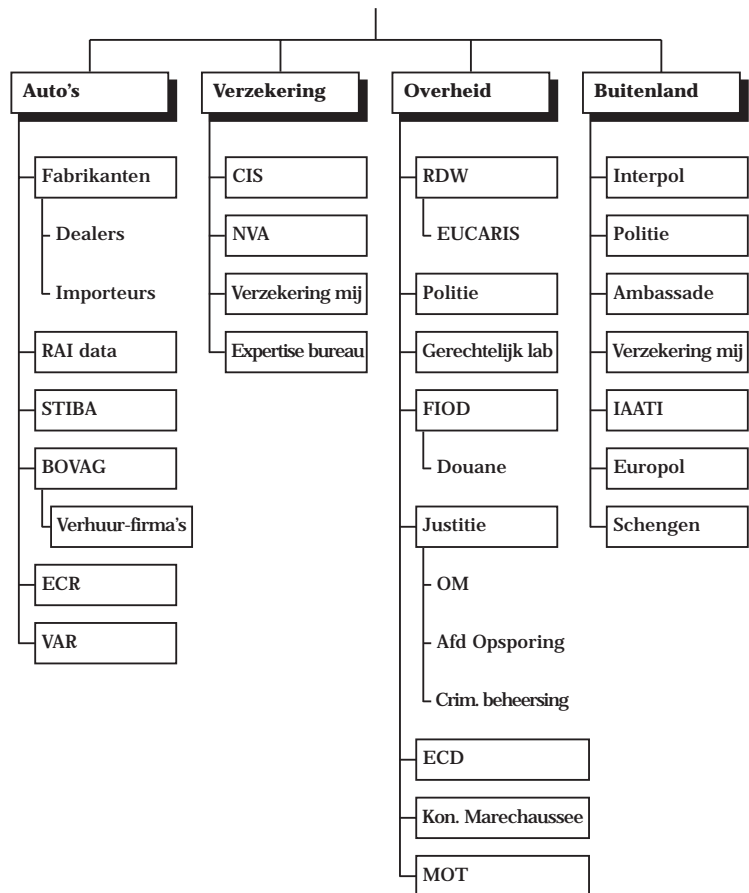 Auto's
Verzekering
Overheid
Buitenland
Fabrikanten
Dealers
Importeurs
RAI data
STIBA
BOVAG
Verhuur-firma's
ECR
VAR
CIS
NVA
Verzekering mij
Expertise bureau
RDW
EUCARIS
Politie
Gerechtelijk lab
FIOD
Douane
Justitie
OM
Afd Opsporing
Crim. beheersing
ECD
Kon. Marechaussee
MOT
Interpol
Politie
Ambassade
Verzekering mij
IAATI
Europol
Schengen